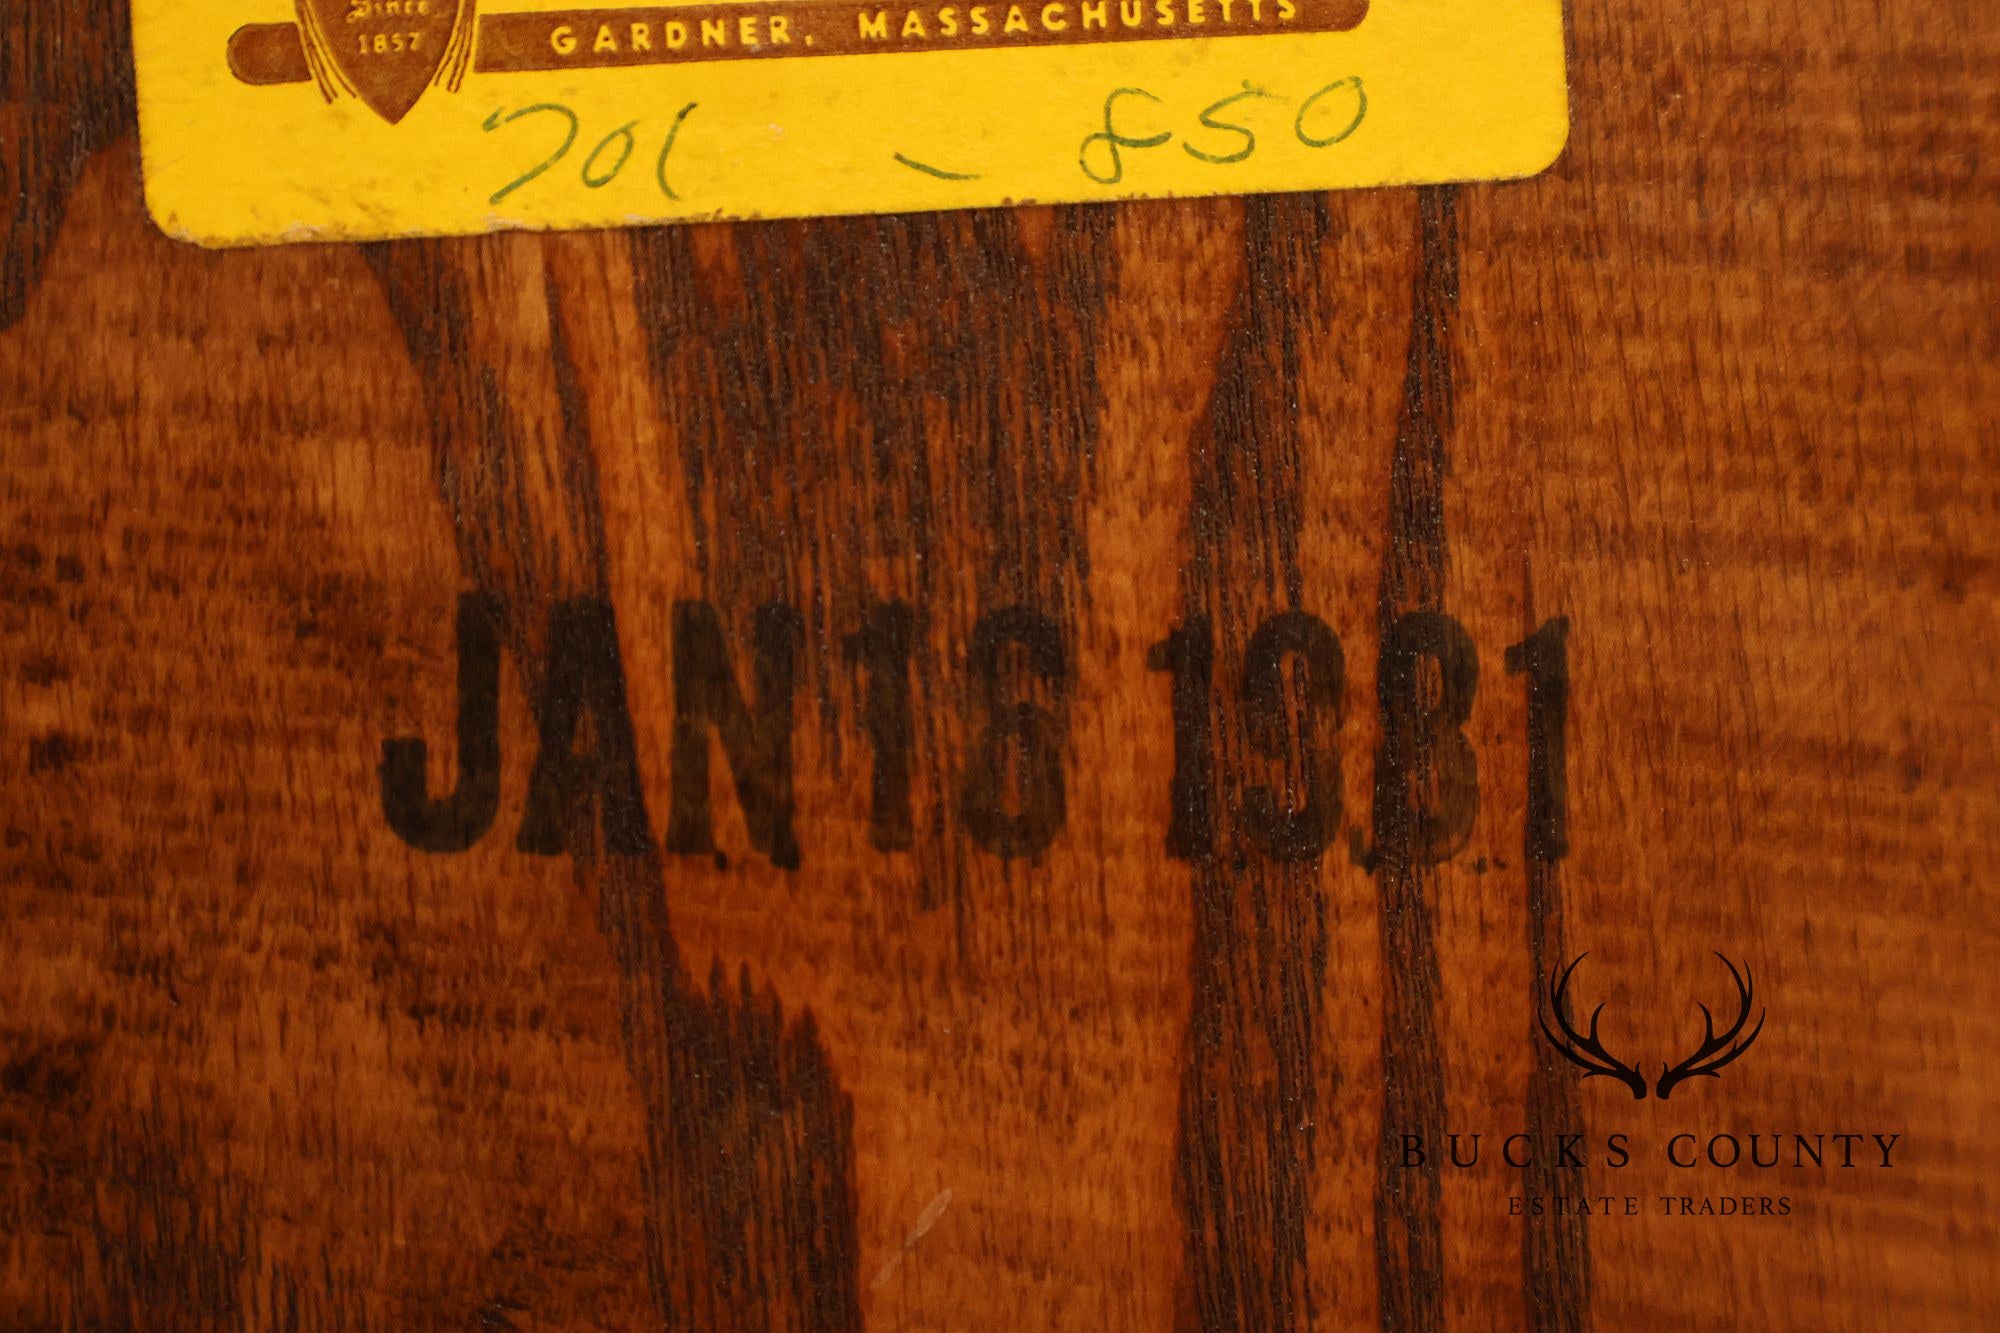 Since
1857
GARDNER, MASSACHUSETTS
701 - 850
JAN 16 1981
BUCKS COUNTY
ESTATE TRADERS